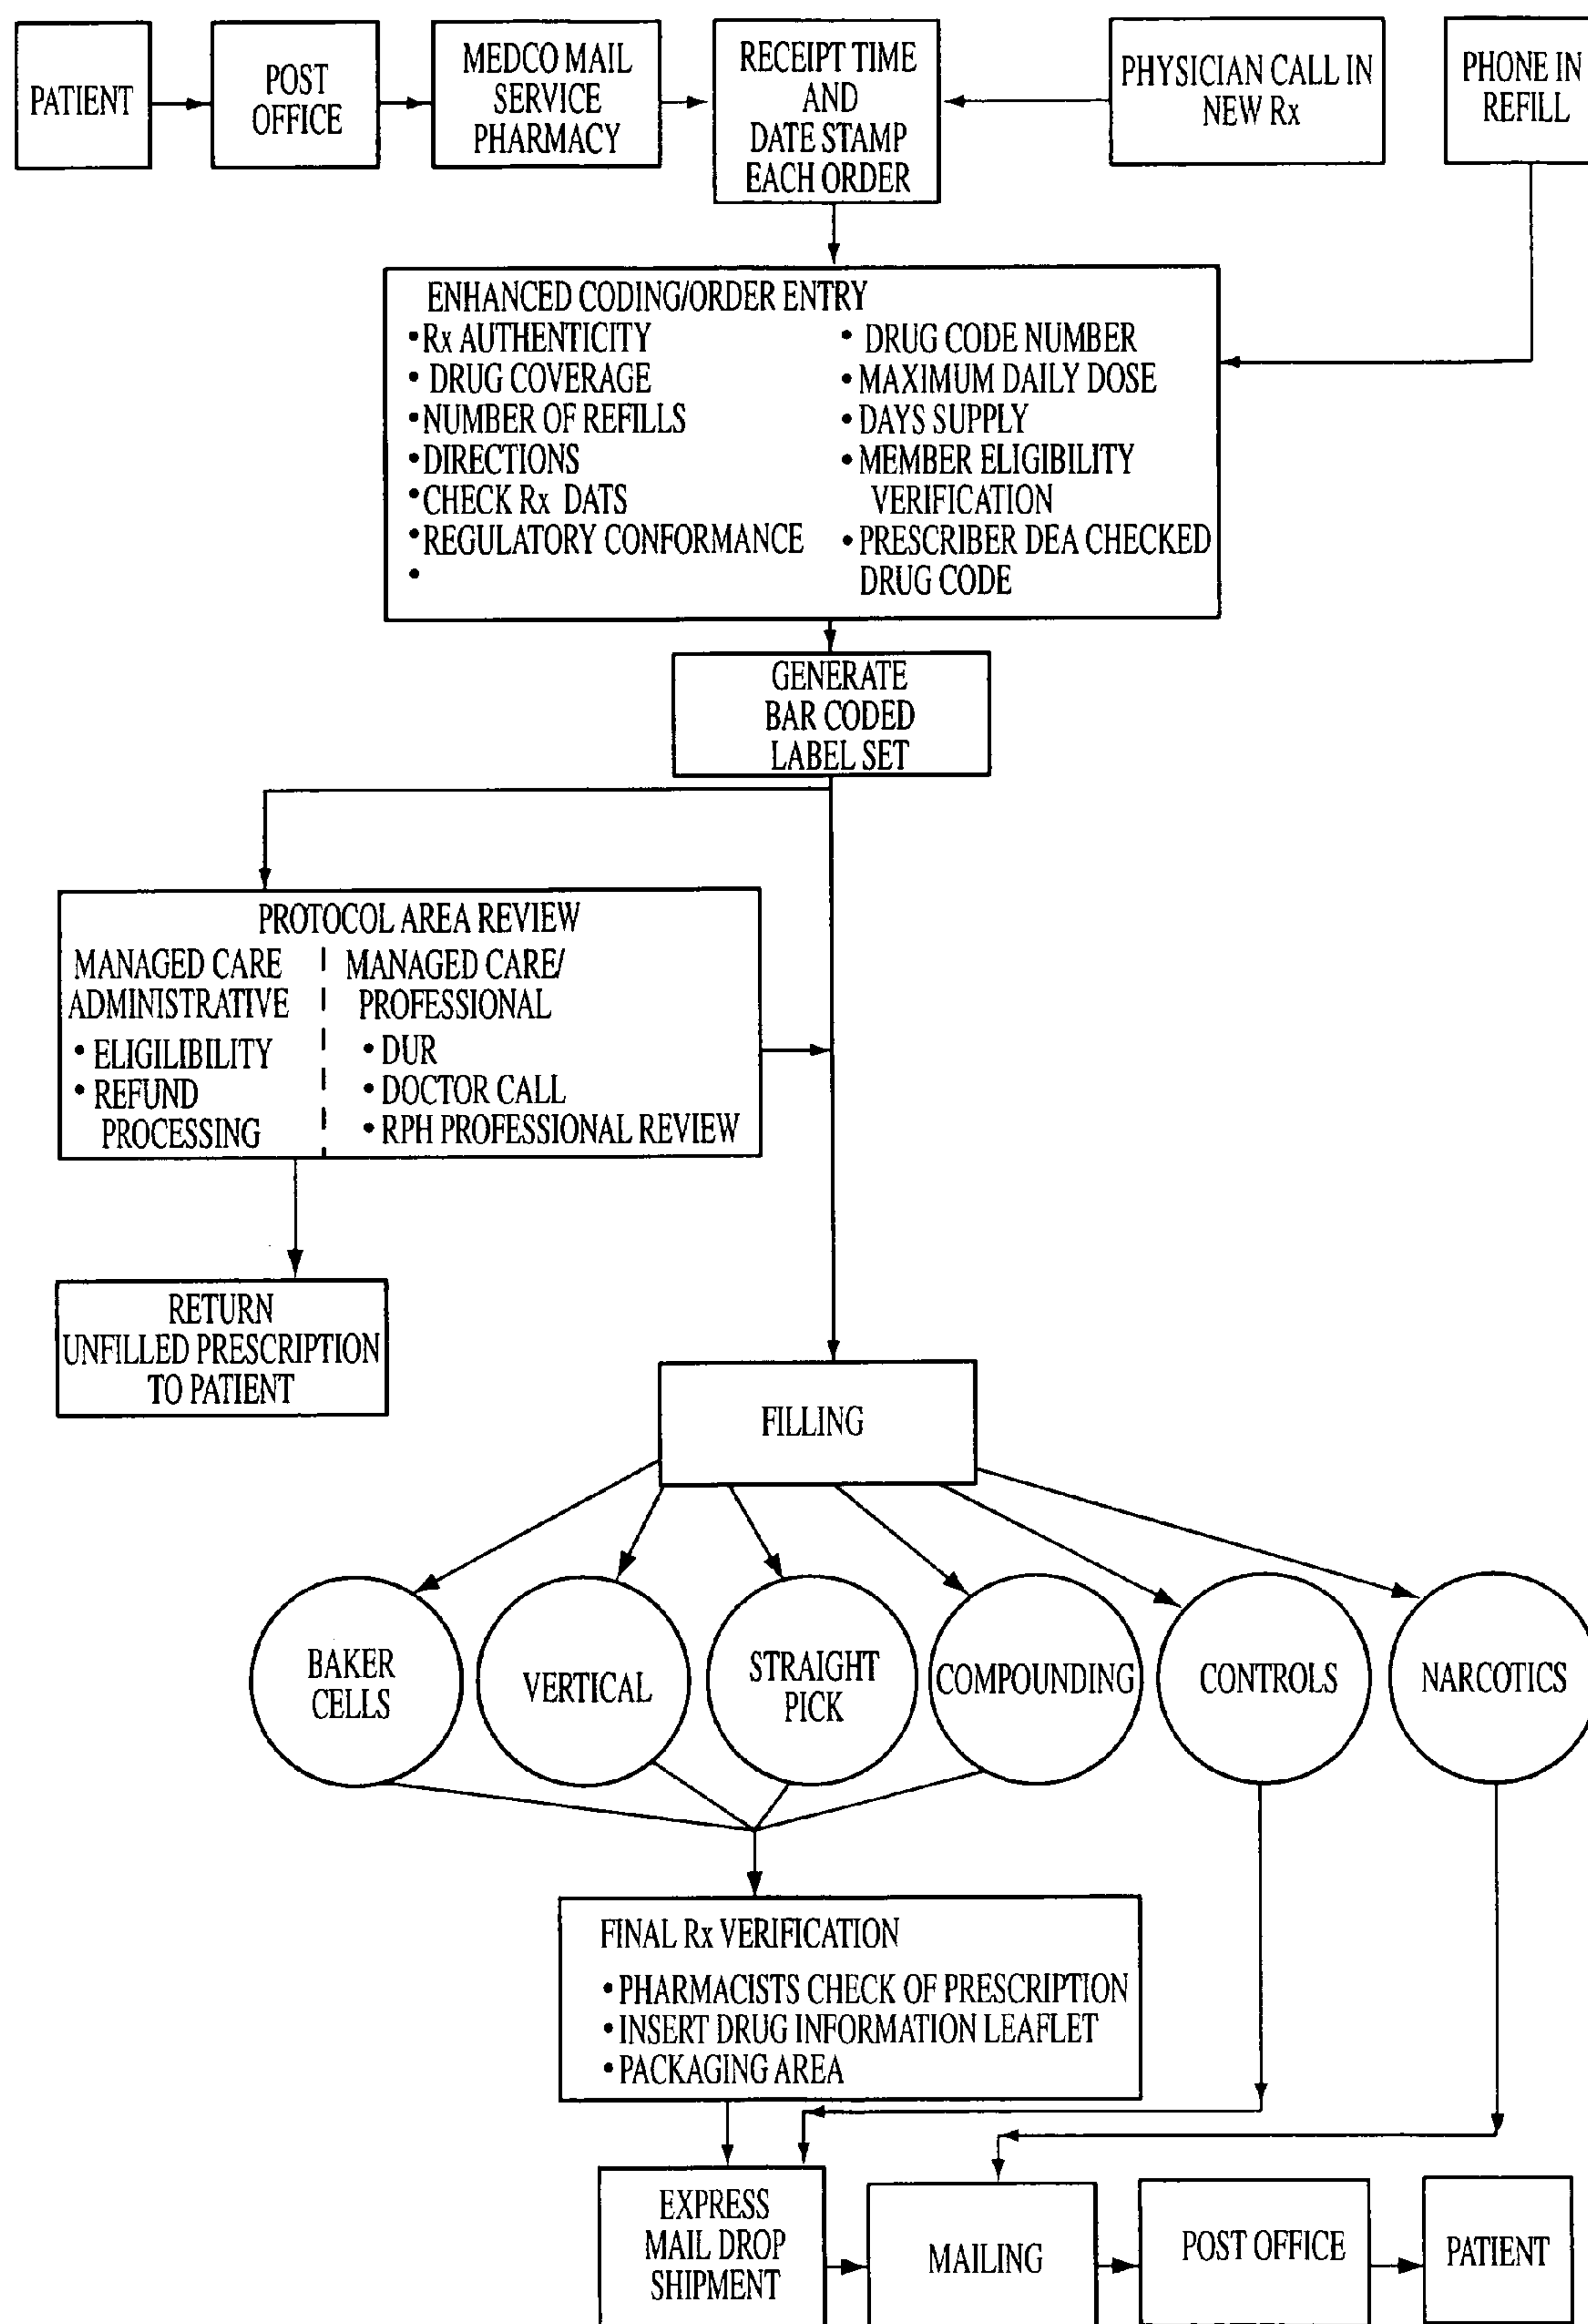 PATIENT
POST
OFFICE
MEDCO MAIL
SERVICE
PHARMACY
RECEIPT TIME
AND
DATE STAMP
EACH ORDER
PHYSICIAN CALL IN
NEW Rx
PHONE IN
REFILL
ENHANCED CODING/ORDER ENTRY
•Rx AUTHENTICITY
• DRUG COVERAGE
•NUMBER OF REFILLS
•DIRECTIONS
•CHECK Rx DATS
•REGULATORY CONFORMANCE
•
• DRUG CODE NUMBER
•MAXIMUM DAILY DOSE
•DAYS SUPPLY
•MEMBER ELIGIBILITY
VERIFICATION
•PRESCRIBER DEA CHECKED
DRUG CODE
GENERATE
BAR CODED
LABEL SET
PROTOCOL AREA REVIEW
MANAGED CARE
ADMINISTRATIVE
• ELIGILIBILITY
• REFUND
PROCESSING
MANAGED CARE/
PROFESSIONAL
• DUR
• DOCTOR CALL
• RPH PROFESSIONAL REVIEW
RETURN
UNFILLED PRESCRIPTION
TO PATIENT
FILLING
BAKER
CELLS
VERTICAL
STRAIGHT
PICK
COMPOUNDING
CONTROLS
NARCOTICS
FINAL Rx VERIFICATION
•PHARMACISTS CHECK OF PRESCRIPTION
•INSERT DRUG INFORMATION LEAFLET
•PACKAGING AREA
EXPRESS
MAIL DROP
SHIPMENT
MAILING
POST OFFICE
PATIENT